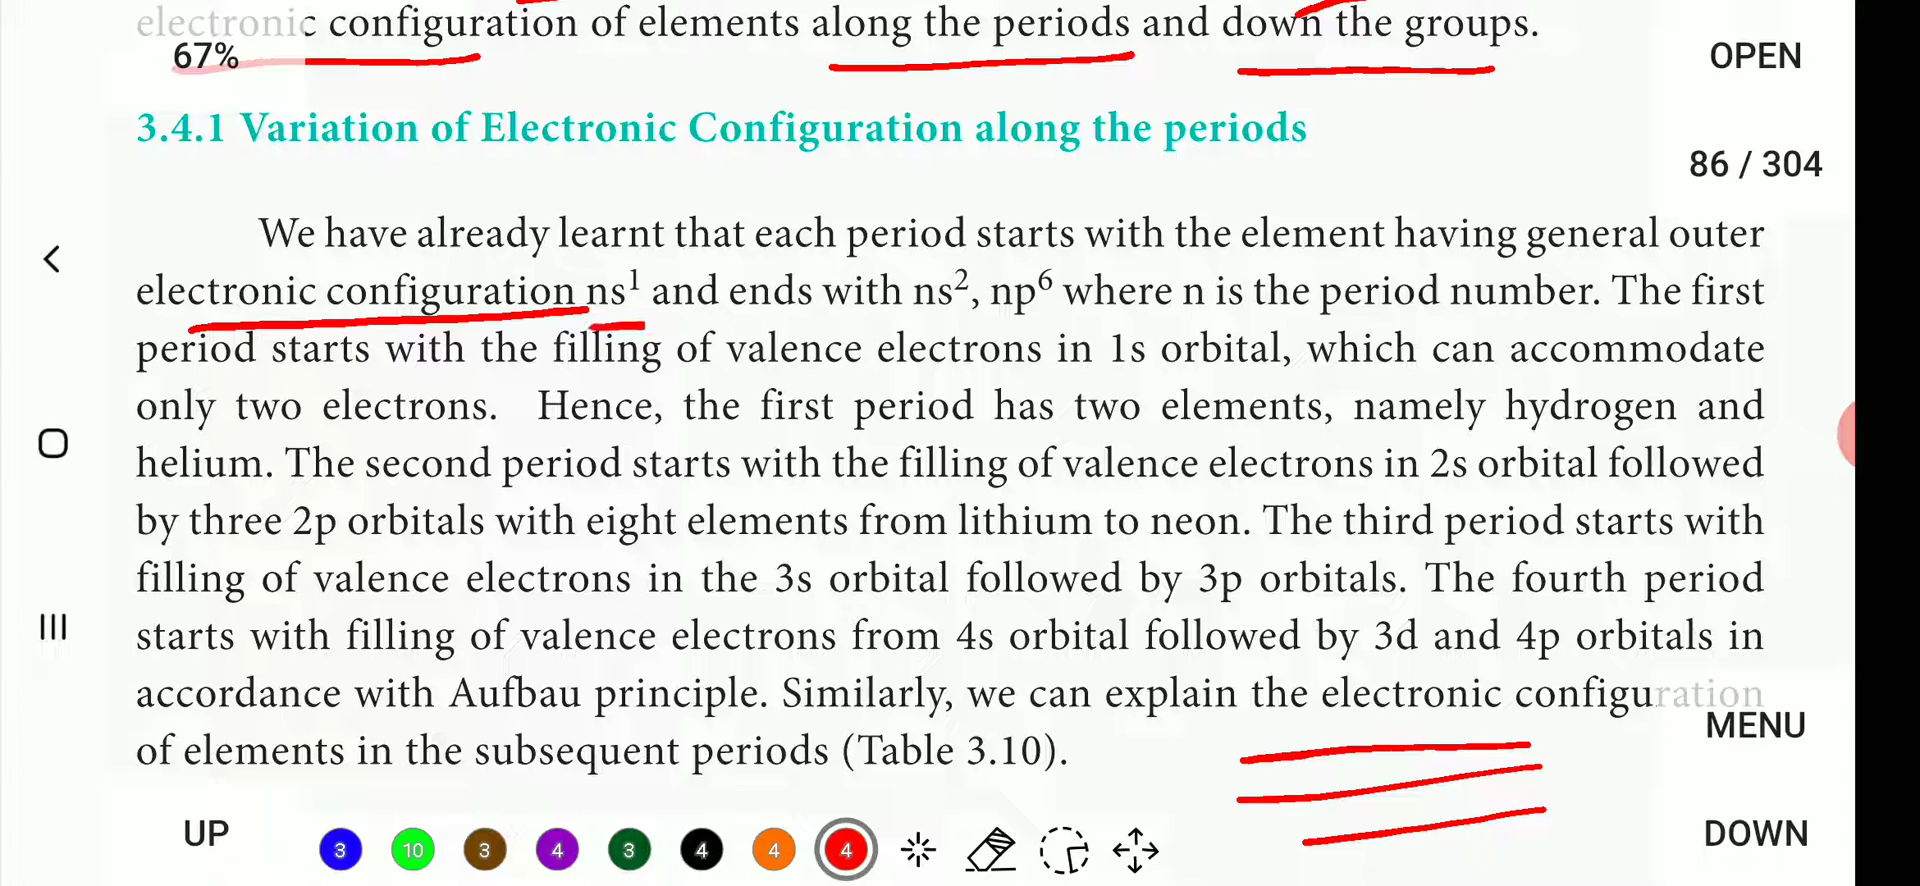 electronic configuration of elements along the periods and down the groups.
67%
OPEN
3.4.1 Variation of Electronic Configuration along the periods
86 / 304
We have already learnt that each period starts with the element having general outer
electronic configuration ns¹ and ends with ns², np⁶ where n is the period number. The first
period starts with the filling of valence electrons in 1s orbital, which can accommodate
only two electrons. Hence, the first period has two elements, namely hydrogen and
helium. The second period starts with the filling of valence electrons in 2s orbital followed
by three 2p orbitals with eight elements from lithium to neon. The third period starts with
filling of valence electrons in the 3s orbital followed by 3p orbitals. The fourth period
starts with filling of valence electrons from 4s orbital followed by 3d and 4p orbitals in
accordance with Aufbau principle. Similarly, we can explain the electronic configuration
MENU
of elements in the subsequent periods (Table 3.10).
UP
3 10 3 4 3 4 4 4
DOWN